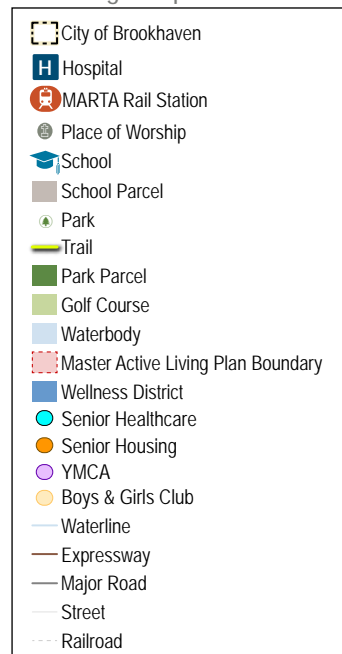 City of Brookhaven
H Hospital
MARTA Rail Station
Place of Worship
School
School Parcel
Park
Trail
Park Parcel
Golf Course
Waterbody
Master Active Living Plan Boundary
Wellness District
Senior Healthcare
Senior Housing
YMCA
Boys & Girls Club
Waterline
Expressway
Major Road
Street
Railroad